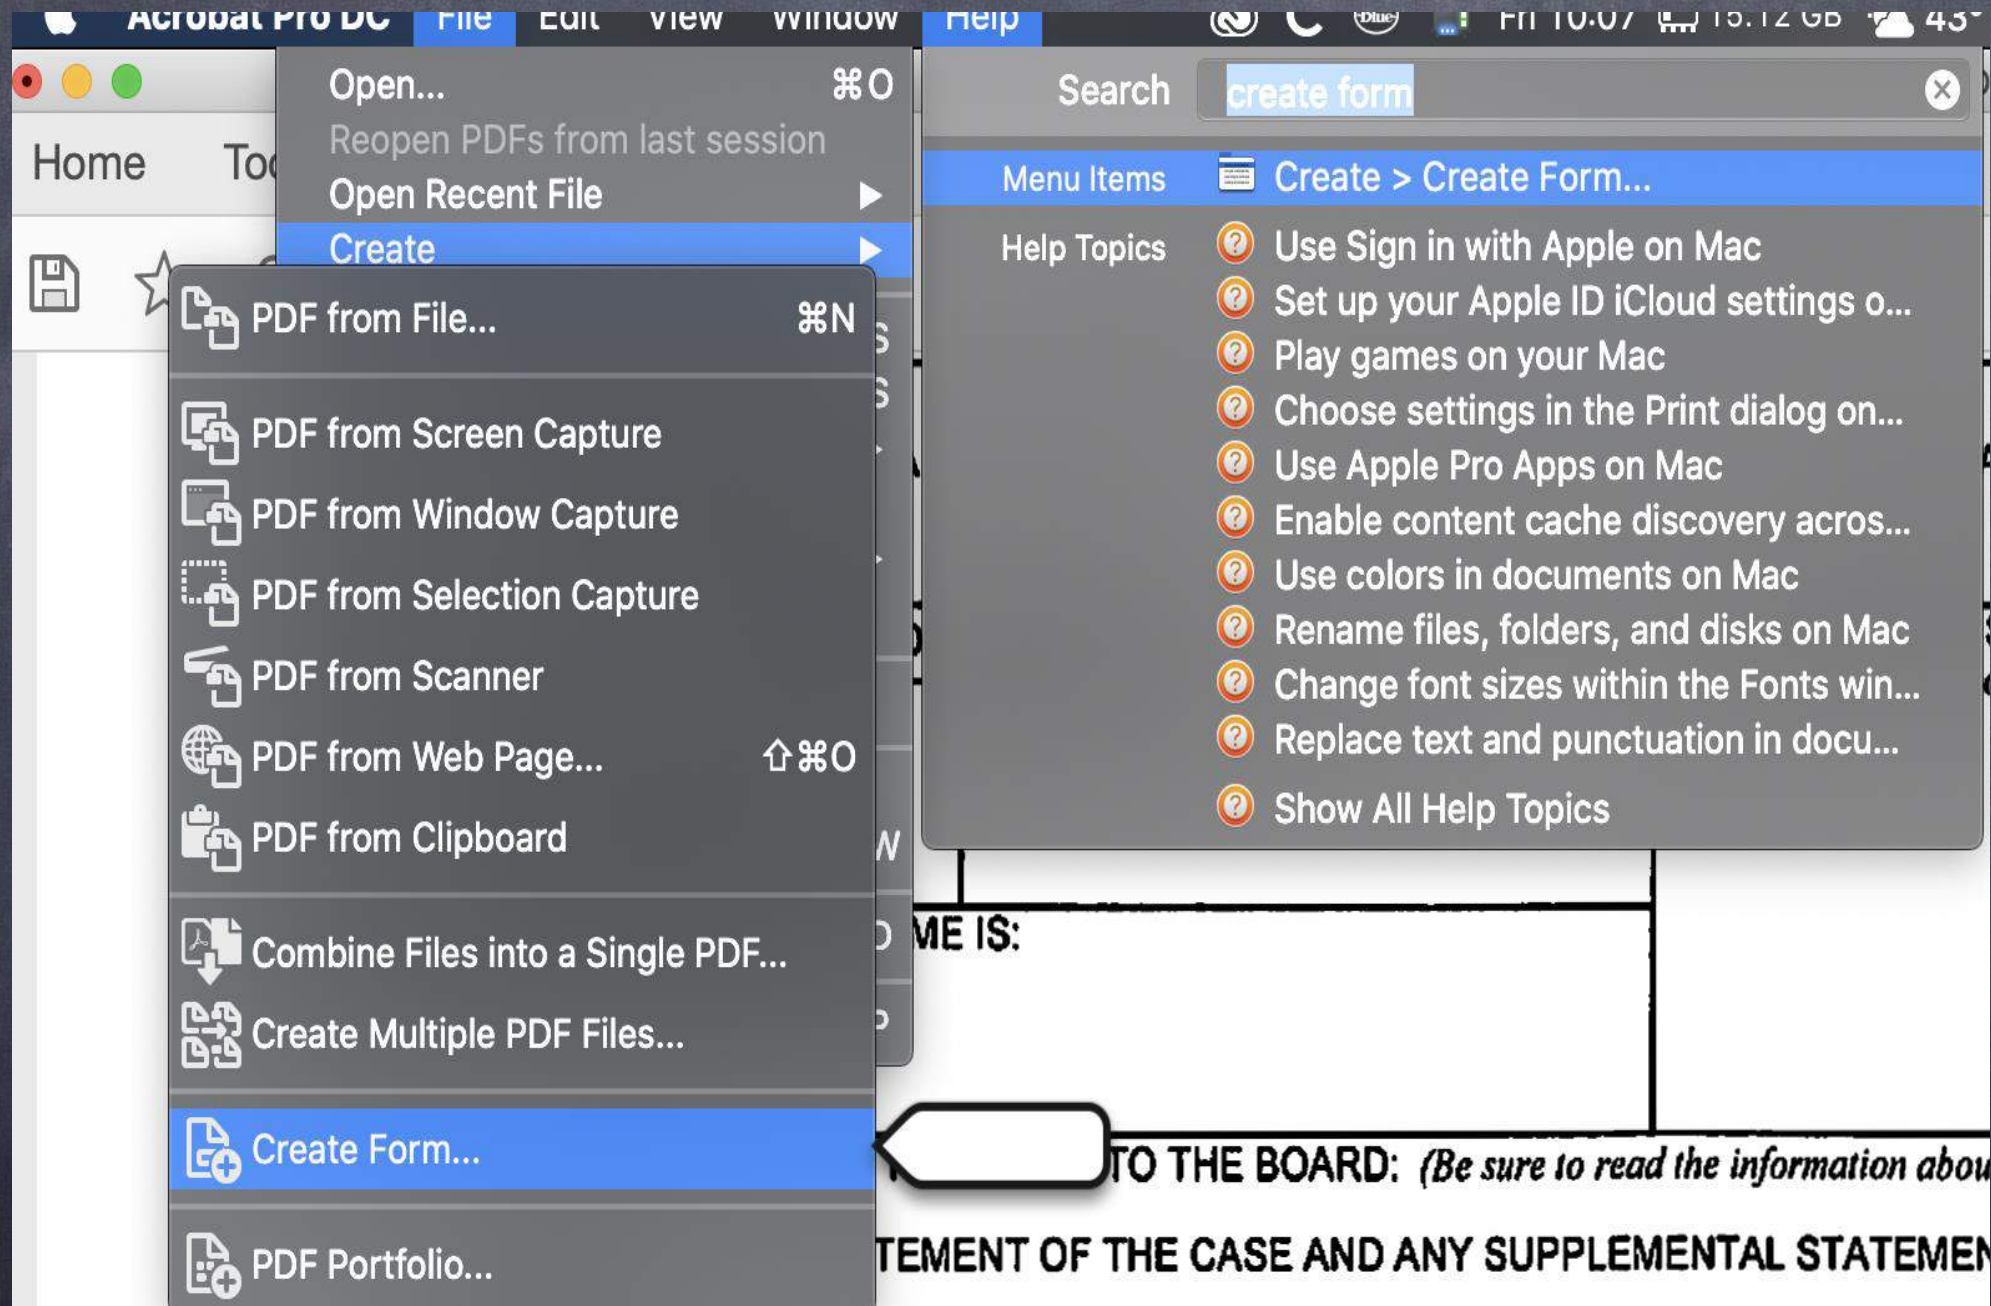 Acrobat Pro DC File Edit View Window Help Fri 10:07 15.12 GB 43°
Open... ⌘O
Reopen PDFs from last session
Open Recent File
Create
Home
PDF from File... ⌘N
PDF from Screen Capture
PDF from Window Capture
PDF from Selection Capture
PDF from Scanner
PDF from Web Page... ⇧⌘O
PDF from Clipboard
Combine Files into a Single PDF...
Create Multiple PDF Files...
Create Form...
PDF Portfolio...
Search create form
Menu Items Create > Create Form...
Help Topics Use Sign in with Apple on Mac
Set up your Apple ID iCloud settings o...
Play games on your Mac
Choose settings in the Print dialog on...
Use Apple Pro Apps on Mac
Enable content cache discovery acros...
Use colors in documents on Mac
Rename files, folders, and disks on Mac
Change font sizes within the Fonts win...
Replace text and punctuation in docu...
Show All Help Topics
ME IS:
TO THE BOARD: (Be sure to read the information abou
TEMENT OF THE CASE AND ANY SUPPLEMENTAL STATEMEN